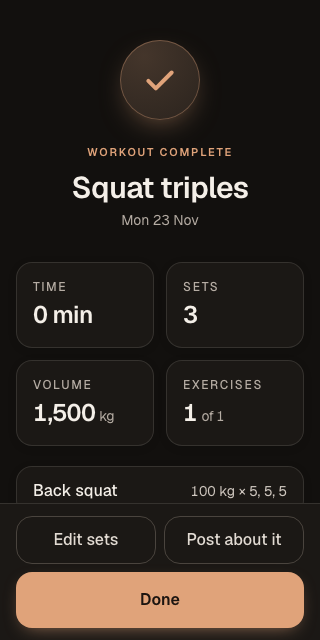 WORKOUT COMPLETE
Squat triples
Mon 23 Nov
TIME
0 min
SETS
3
VOLUME
1,500 kg
EXERCISES
1 of 1
Back squat 100 kg × 5, 5, 5
Edit sets
Post about it
Done